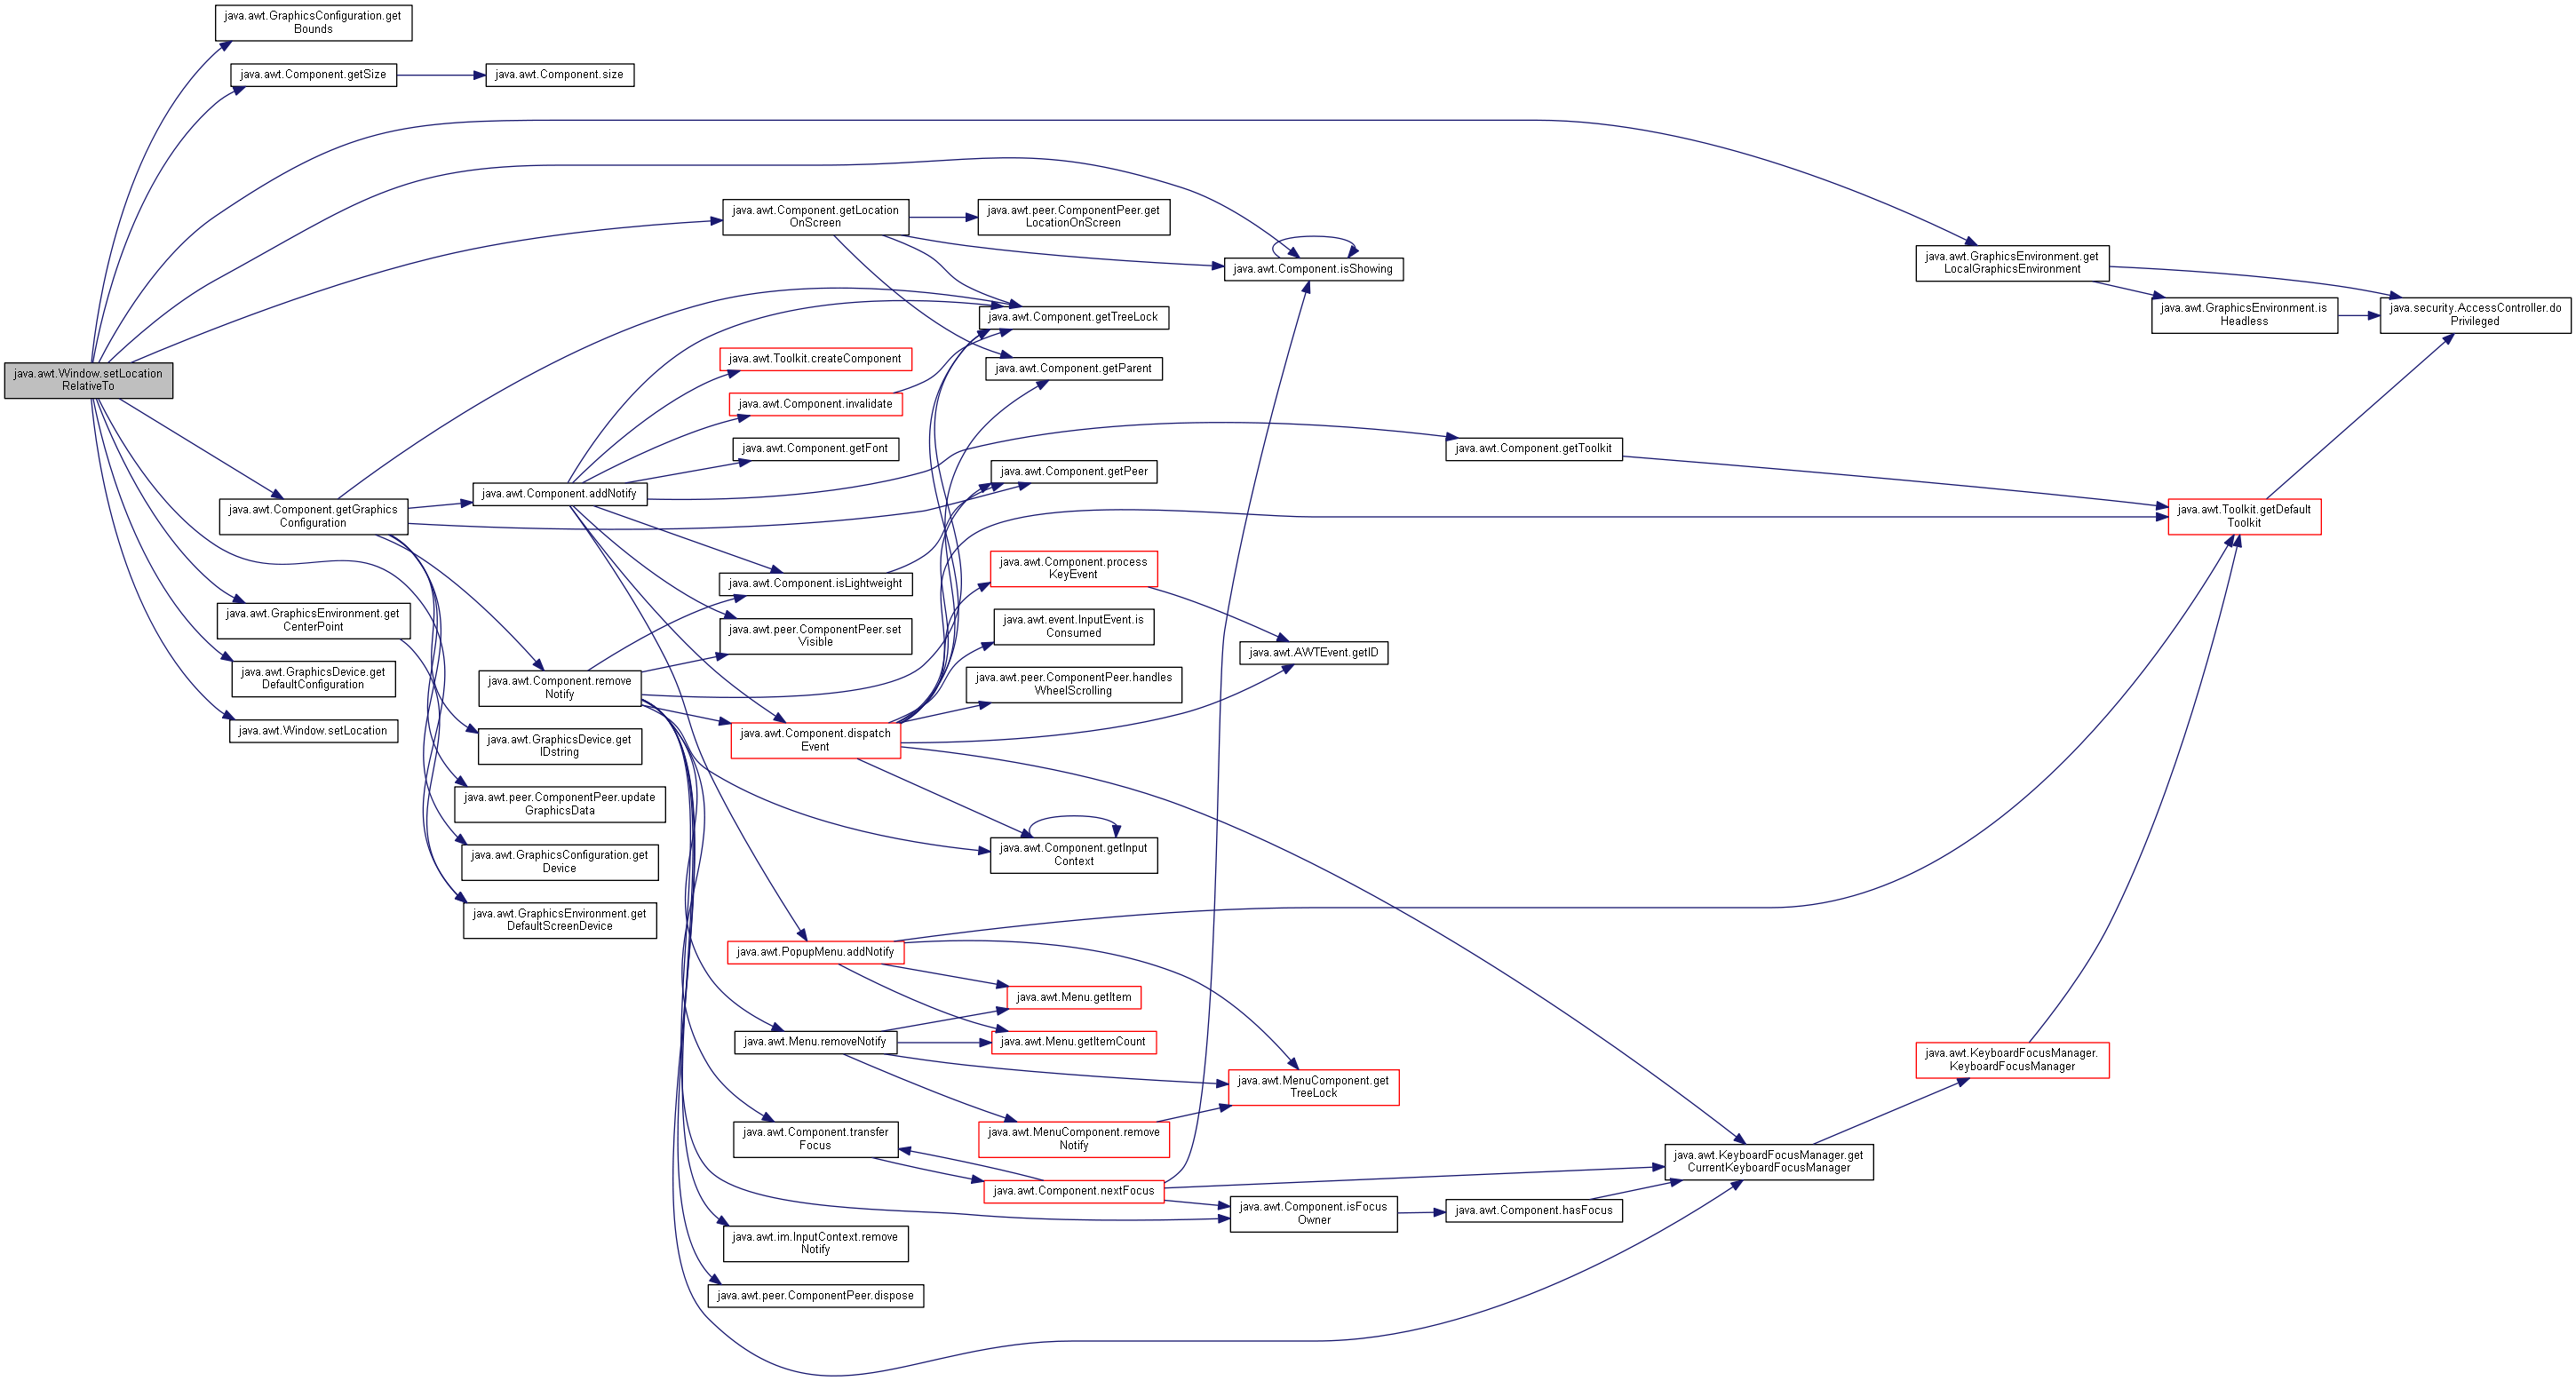 java.awt.GraphicsConfiguration.get
Bounds
java.awt.Component.getSize
java.awt.Component.size
java.awt.Component.getLocation
OnScreen
java.awt.peer.ComponentPeer.get
LocationOnScreen
java.awt.Component.isShowing
java.awt.GraphicsEnvironment.get
LocalGraphicsEnvironment
java.awt.GraphicsEnvironment.is
Headless
java.security.AccessController.do
Privileged
java.awt.Component.getTreeLock
java.awt.Window.setLocation
RelativeTo
java.awt.Toolkit.createComponent
java.awt.Component.getParent
java.awt.Component.invalidate
java.awt.Component.getFont
java.awt.Component.getToolkit
java.awt.Component.getPeer
java.awt.Component.addNotify
java.awt.Component.getGraphics
Configuration
java.awt.Toolkit.getDefault
Toolkit
java.awt.Component.process
KeyEvent
java.awt.Component.isLightweight
java.awt.GraphicsEnvironment.get
CenterPoint
java.awt.peer.ComponentPeer.set
Visible
java.awt.event.InputEvent.is
Consumed
java.awt.AWTEvent.getID
java.awt.GraphicsDevice.get
DefaultConfiguration
java.awt.Component.remove
Notify
java.awt.peer.ComponentPeer.handles
WheelScrolling
java.awt.Window.setLocation
java.awt.GraphicsDevice.get
IDstring
java.awt.Component.dispatch
Event
java.awt.peer.ComponentPeer.update
GraphicsData
java.awt.GraphicsConfiguration.get
Device
java.awt.Component.getInput
Context
java.awt.GraphicsEnvironment.get
DefaultScreenDevice
java.awt.PopupMenu.addNotify
java.awt.Menu.getItem
java.awt.Menu.removeNotify
java.awt.Menu.getItemCount
java.awt.KeyboardFocusManager.
KeyboardFocusManager
java.awt.MenuComponent.get
TreeLock
java.awt.Component.transfer
Focus
java.awt.MenuComponent.remove
Notify
java.awt.KeyboardFocusManager.get
CurrentKeyboardFocusManager
java.awt.Component.nextFocus
java.awt.Component.isFocus
Owner
java.awt.Component.hasFocus
java.awt.im.InputContext.remove
Notify
java.awt.peer.ComponentPeer.dispose